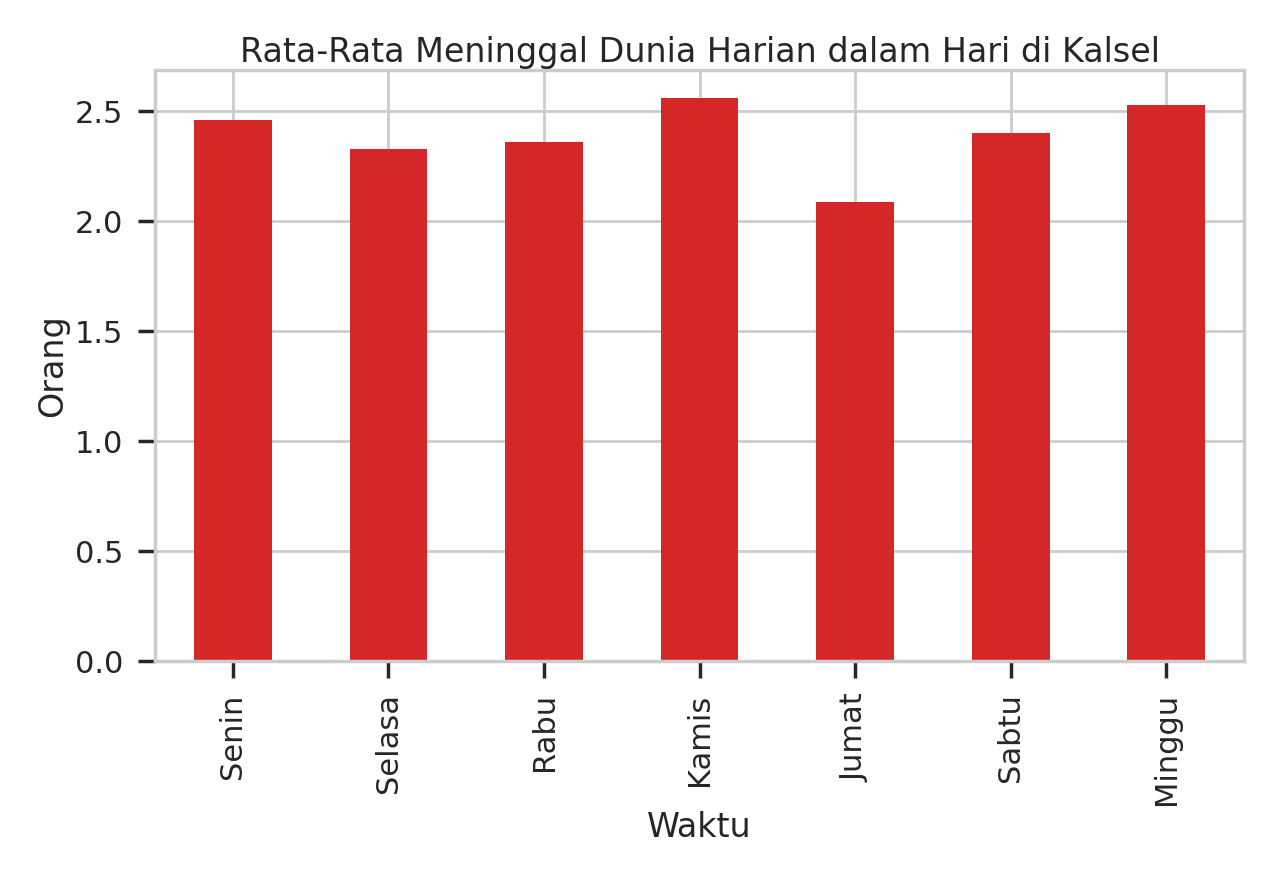 Rata-Rata Meninggal Dunia Harian dalam Hari di Kalsel
2.5
2.0
1.5
1.0
0.5
0.0
Orang
Senin
Selasa
Rabu
Kamis
Jumat
Sabtu
Minggu
Waktu